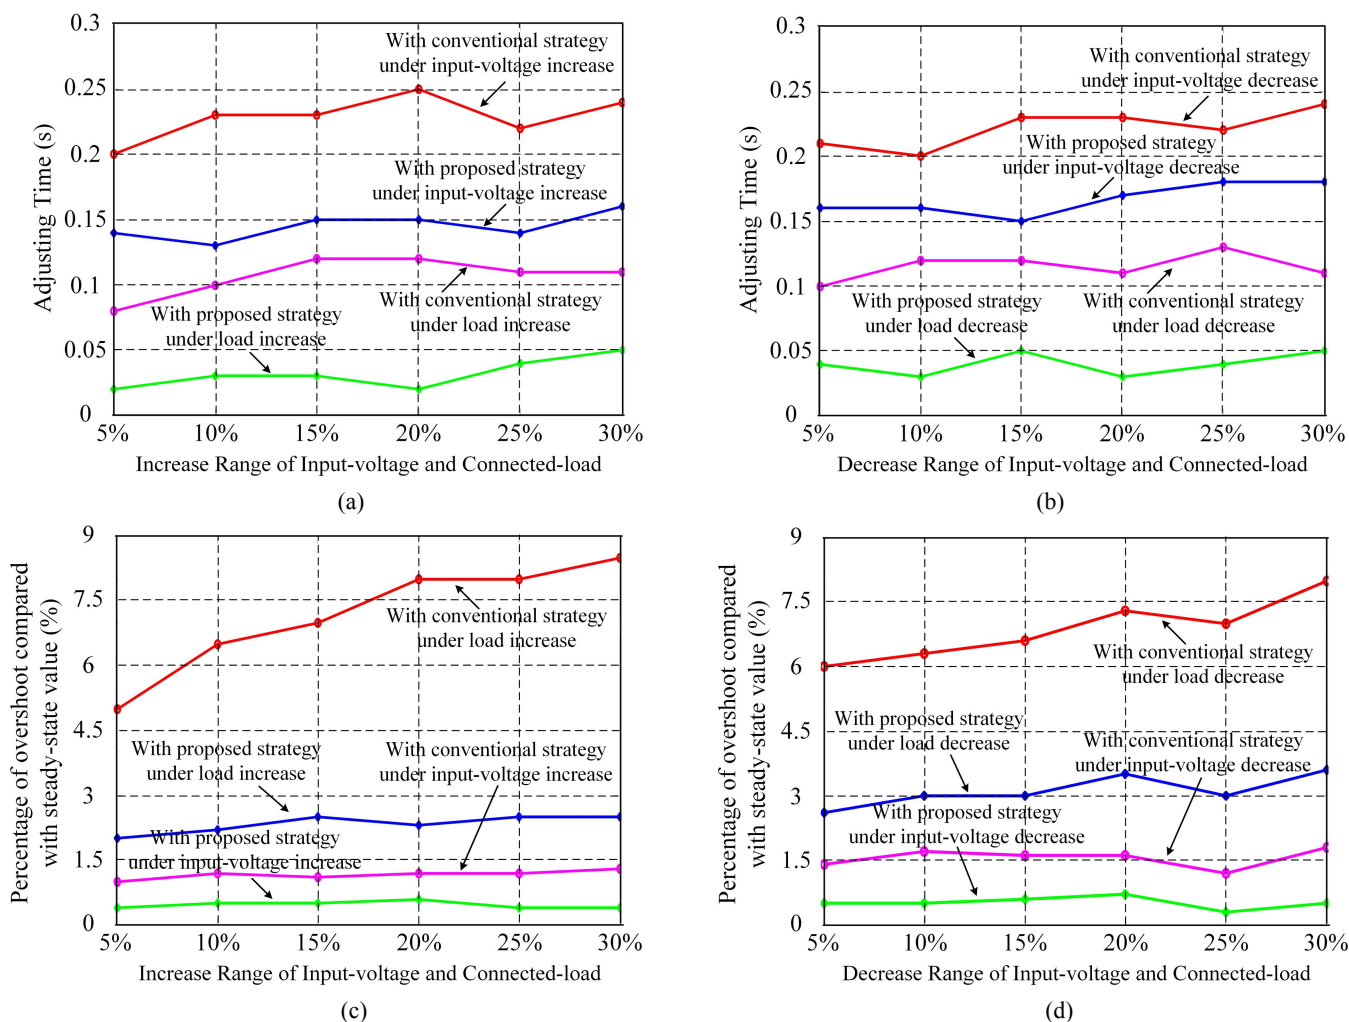 0.3
0.25
0.2
0.15
0.1
0.05
0
Adjusting Time (s)
With conventional strategy
under input-voltage increase
With proposed strategy
under input-voltage increase
With conventional strategy
under load increase
With proposed strategy
under load increase
5% 10% 15% 20% 25% 30%
Increase Range of Input-voltage and Connected-load
(a)
0.3
0.25
0.2
0.15
0.1
0.05
0
Adjusting Time (s)
With conventional strategy
under input-voltage decrease
With proposed strategy
under input-voltage decrease
With proposed strategy
under load decrease
With conventional strategy
under load decrease
5% 10% 15% 20% 25% 30%
Decrease Range of Input-voltage and Connected-load
(b)
9
7.5
6
4.5
3
1.5
0
Percentage of overshoot compared
with steady-state value (%)
With conventional strategy
under load increase
With proposed strategy
under load increase
With conventional strategy
under input-voltage increase
With proposed strategy
under input-voltage increase
5% 10% 15% 20% 25% 30%
Increase Range of Input-voltage and Connected-load
(c)
9
7.5
6
4.5
3
1.5
0
Percentage of overshoot compared
with steady-state value (%)
With conventional strategy
under load decrease
With proposed strategy
under load decrease
With conventional strategy
under input-voltage decrease
With proposed strategy
under input-voltage decrease
5% 10% 15% 20% 25% 30%
Decrease Range of Input-voltage and Connected-load
(d)